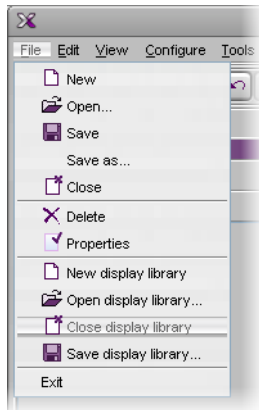 File Edit View Configure Tools
New
Open...
Save
Save as...
Close
Delete
Properties
New display library
Open display library...
Close display library
Save display library...
Exit